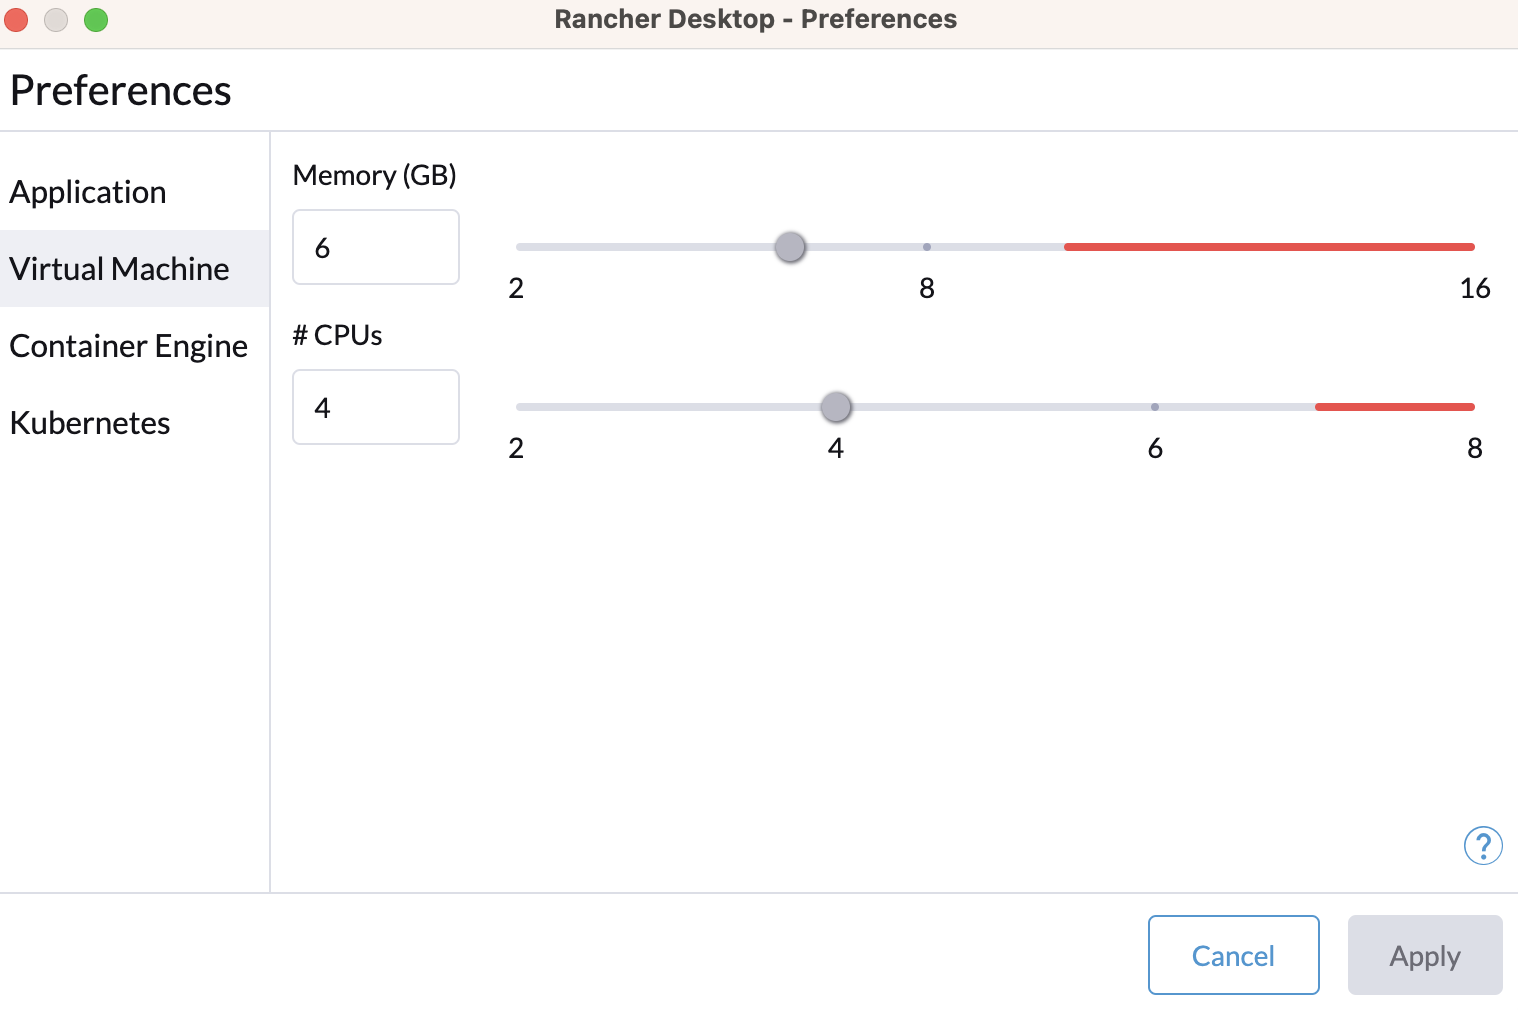 Rancher Desktop - Preferences
Preferences
Application
Virtual Machine
Container Engine
Kubernetes
Memory (GB)
6
2 8 16
# CPUs
4
2 4 6 8
?
Cancel Apply